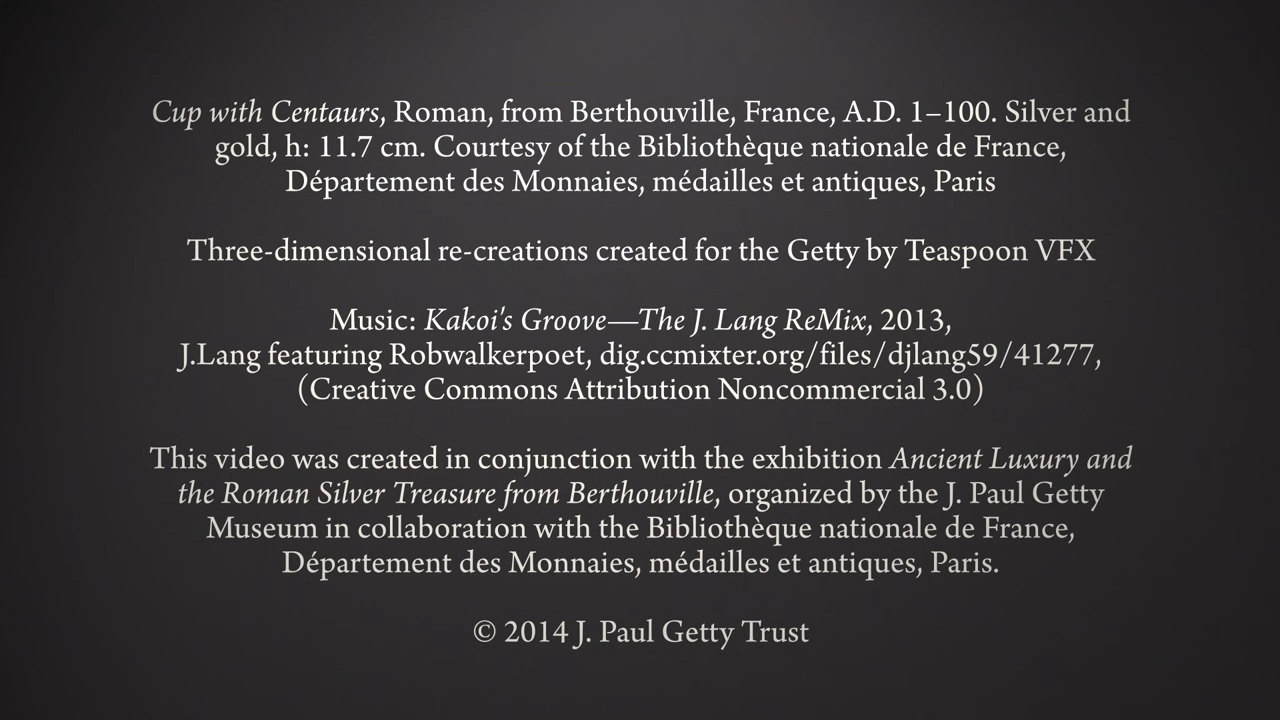 Cup with Centaurs, Roman, from Berthouville, France, A.D. 1–100. Silver and
gold, h: 11.7 cm. Courtesy of the Bibliothèque nationale de France,
Département des Monnaies, médailles et antiques, Paris
Three-dimensional re-creations created for the Getty by Teaspoon VFX
Music: Kakoi's Groove—The J. Lang ReMix, 2013,
J.Lang featuring Robwalkerpoet, dig.ccmixter.org/files/djlang59/41277,
(Creative Commons Attribution Noncommercial 3.0)
This video was created in conjunction with the exhibition Ancient Luxury and
the Roman Silver Treasure from Berthouville, organized by the J. Paul Getty
Museum in collaboration with the Bibliothèque nationale de France,
Département des Monnaies, médailles et antiques, Paris.
© 2014 J. Paul Getty Trust